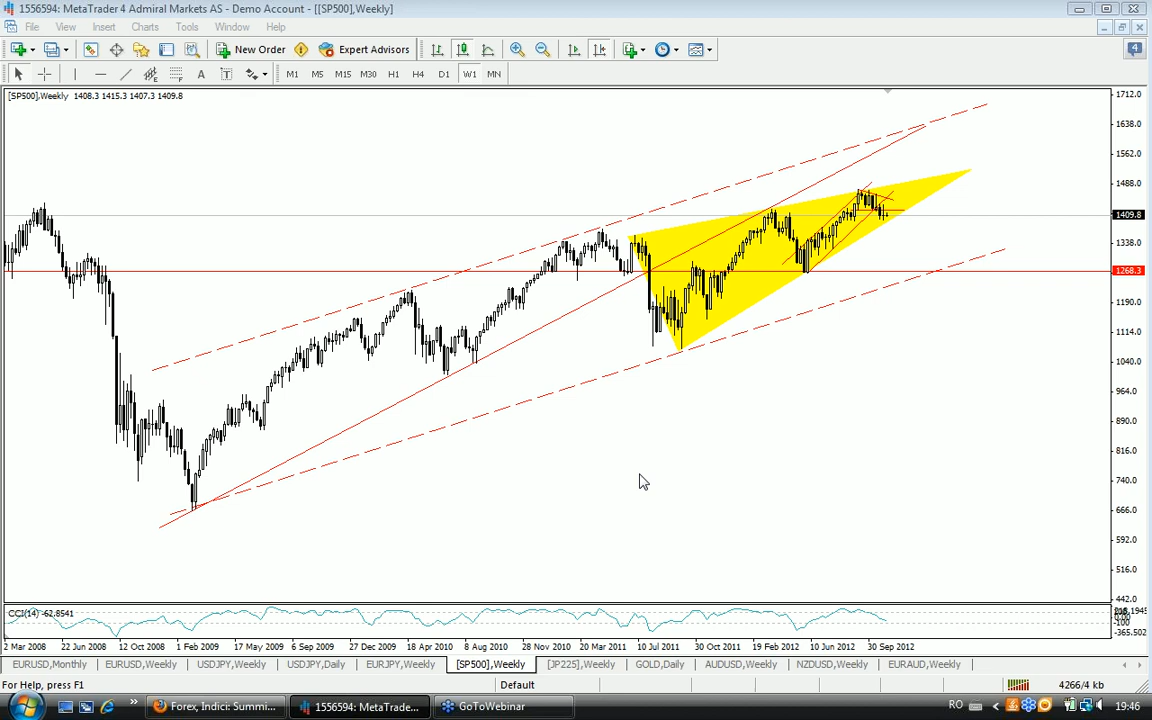 1556594: MetaTrader 4 Admiral Markets AS - Demo Account - [[SP500],Weekly]
File View Insert Charts Tools Window Help
New Order Expert Advisors 4
A T M1 M5 M15 M30 H1 H4 D1 W1 MN
[SP500],Weekly 1408.3 1415.3 1407.3 1409.8
1712.0
1638.0
1562.0
1488.0
1409.8
1338.0
1268.3
1190.0
1114.0
1040.0
964.0
890.0
816.0
740.0
666.0
592.0
516.0
442.0
CCI(14) -62.8541
0.00
-100
-365.502
2 Mar 2008 22 Jun 2008 12 Oct 2008 1 Feb 2009 17 May 2009 6 Sep 2009 27 Dec 2009 18 Apr 2010 8 Aug 2010 28 Nov 2010 20 Mar 2011 10 Jul 2011 30 Oct 2011 19 Feb 2012 10 Jun 2012 30 Sep 2012
EURUSD,Monthly EURUSD,Weekly USDJPY,Weekly USDJPY,Daily EURJPY,Weekly [SP500],Weekly [JP225],Weekly GOLD,Daily AUDUSD,Weekly NZDUSD,Weekly EURAUD,Weekly
For Help, press F1 Default 4266/4 kb
Forex, Indici: Summi... 1556594: MetaTrade... GoToWebinar RO 19:46